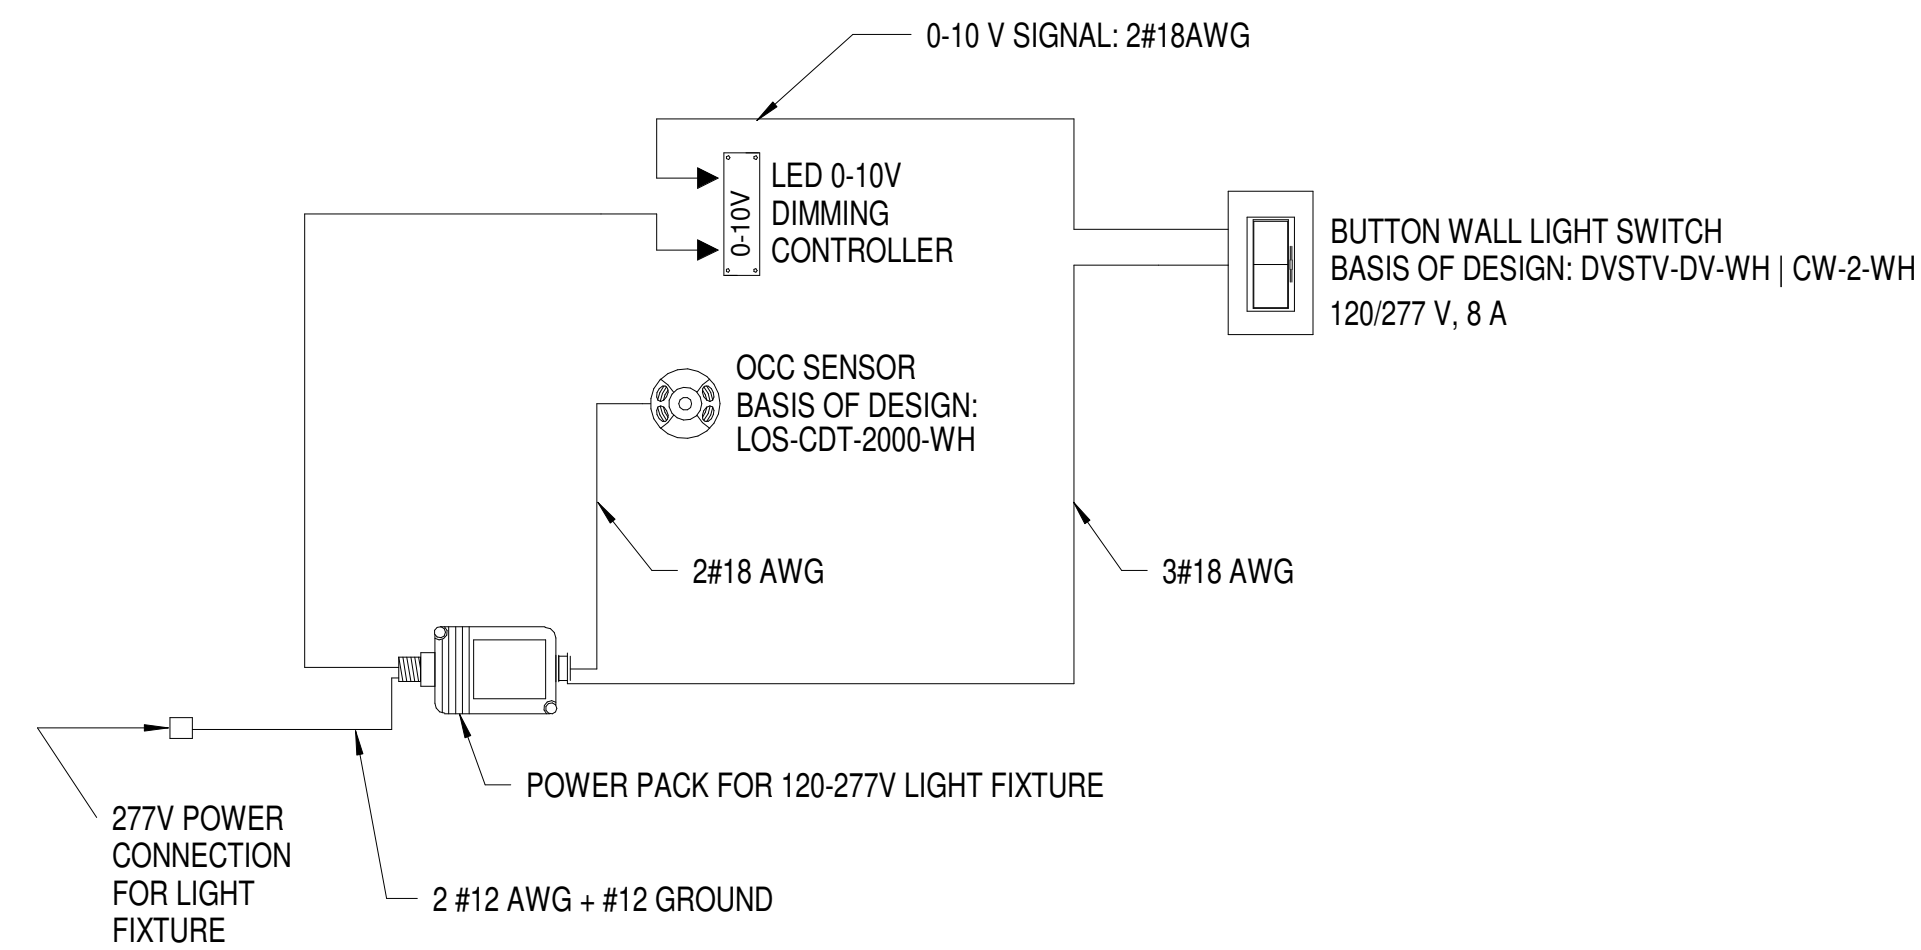 0-10 V SIGNAL: 2#18AWG
0-10V
LED 0-10V
DIMMING
CONTROLLER
BUTTON WALL LIGHT SWITCH
BASIS OF DESIGN: DVSTV-DV-WH | CW-2-WH
120/277 V, 8 A
OCC SENSOR
BASIS OF DESIGN:
LOS-CDT-2000-WH
2#18 AWG
3#18 AWG
POWER PACK FOR 120-277V LIGHT FIXTURE
277V POWER
CONNECTION
FOR LIGHT
FIXTURE
2 #12 AWG + #12 GROUND